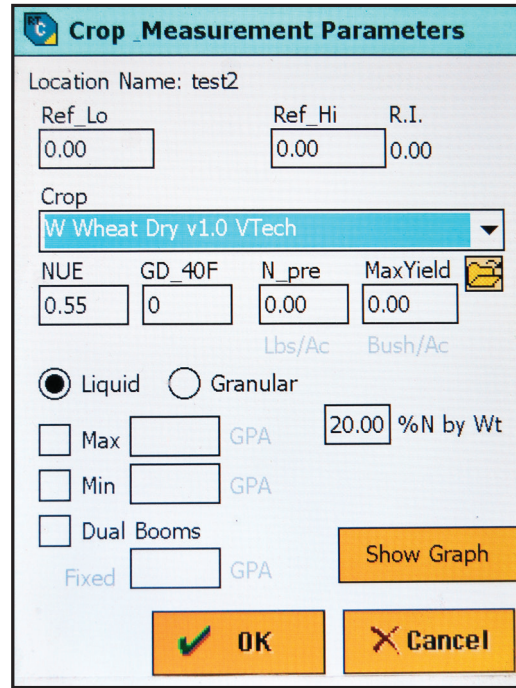 RT
C
Crop _Measurement Parameters
Location Name: test2
Ref_Lo Ref_Hi R.I.
0.00 0.00 0.00
Crop
W Wheat Dry v1.0 VTech
NUE GD_40F N_pre MaxYield
0.55 0 0.00 0.00
Lbs/Ac Bush/Ac
Liquid Granular
20.00 %N by Wt
Max GPA
Min GPA
Dual Booms
Fixed GPA
Show Graph
OK Cancel